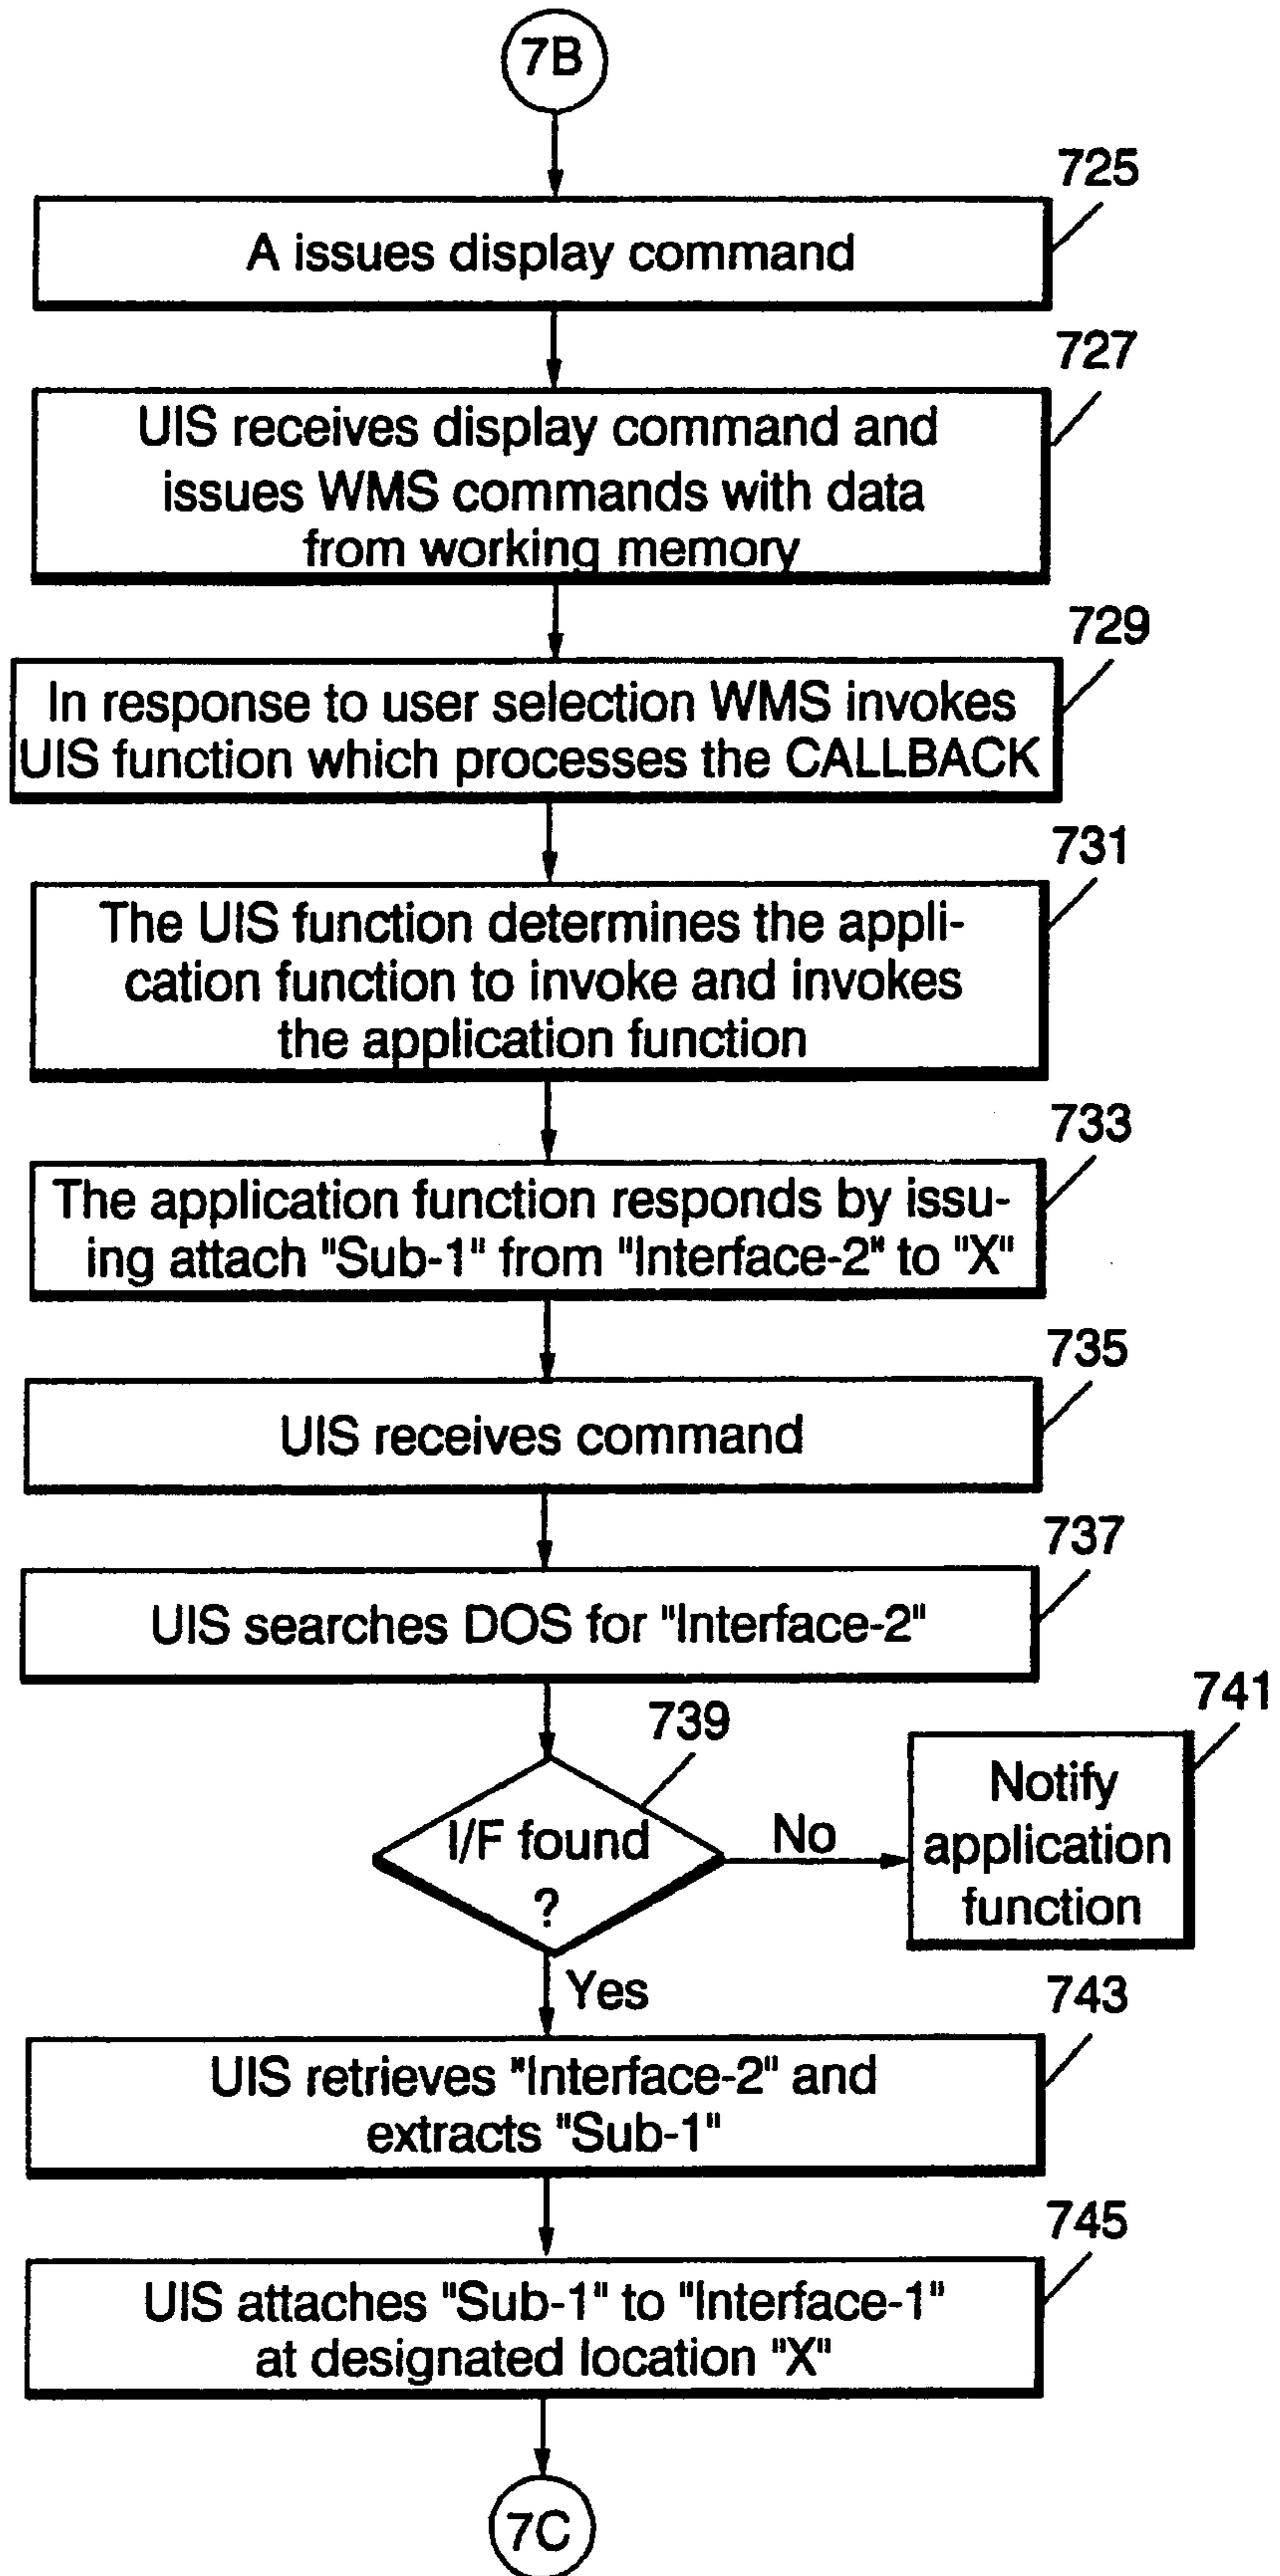 7B
725
A issues display command
727
UIS receives display command and
issues WMS commands with data
from working memory
729
In response to user selection WMS invokes
UIS function which processes the CALLBACK
731
The UIS function determines the appli-
cation function to invoke and invokes
the application function
733
The application function responds by issu-
ing attach "Sub-1" from "Interface-2" to "X"
735
UIS receives command
737
UIS searches DOS for "Interface-2"
739
I/F found
?
No
741
Notify
application
function
Yes
743
UIS retrieves "Interface-2" and
extracts "Sub-1"
745
UIS attaches "Sub-1" to "Interface-1"
at designated location "X"
7C